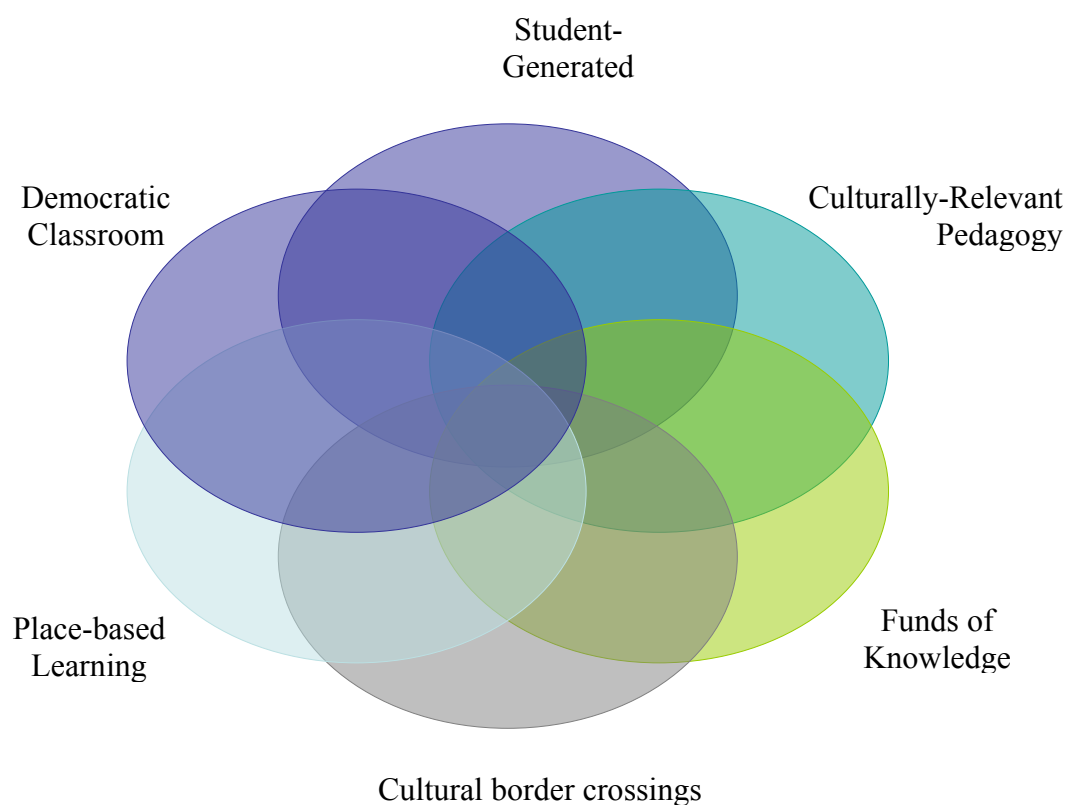 Student-
Generated
Democratic
Classroom
Culturally-Relevant
Pedagogy
Place-based
Learning
Funds of
Knowledge
Cultural border crossings